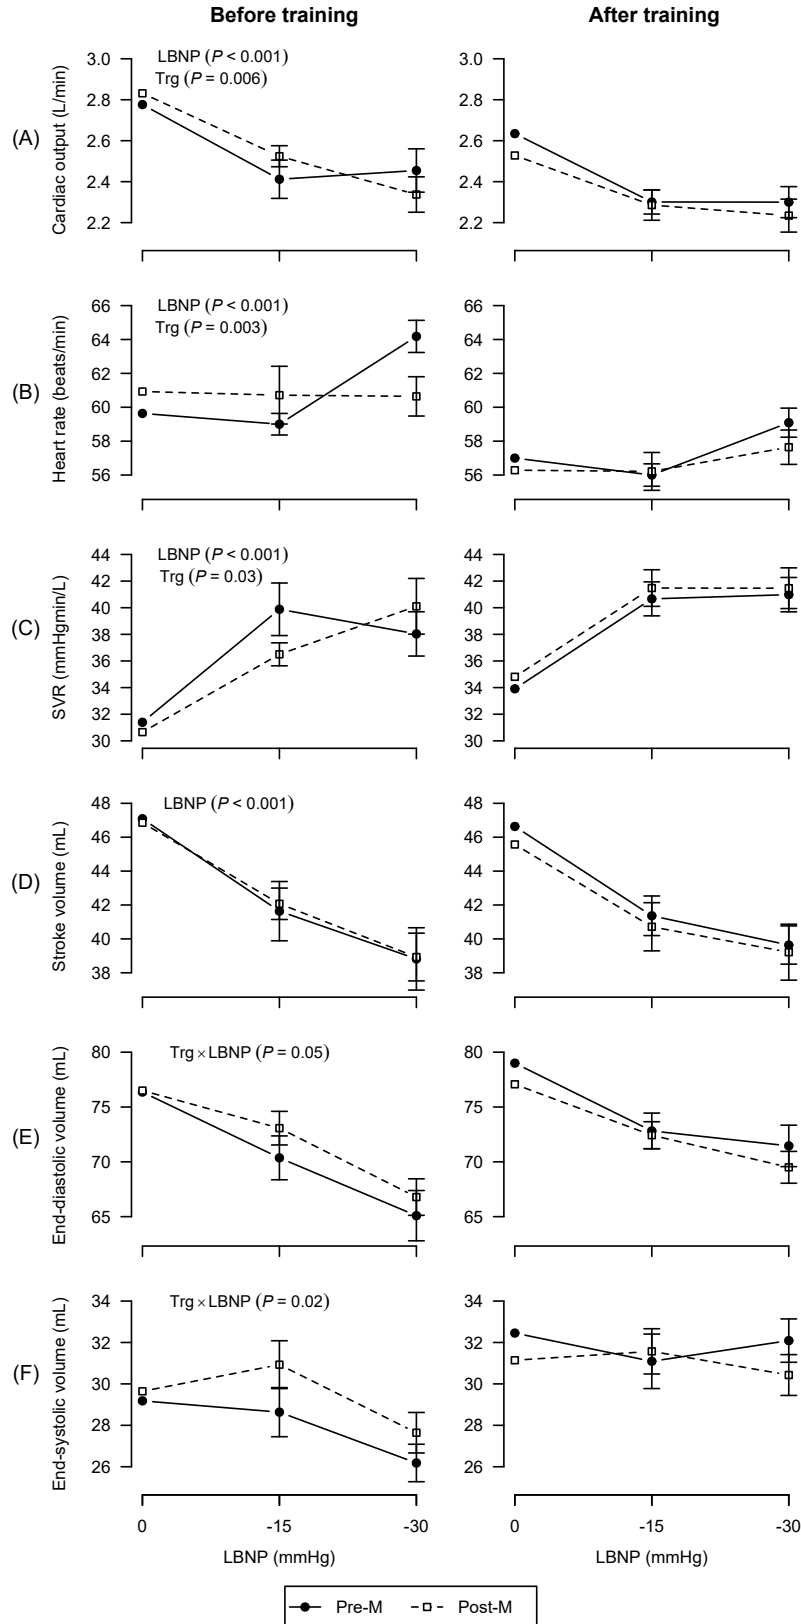 Before training
After training
(A)
Cardiac output (L/min)
3.0
2.8
2.6
2.4
2.2
LBNP (P < 0.001)
Trg (P = 0.006)
3.0
2.8
2.6
2.4
2.2
(B)
Heart rate (beats/min)
66
64
62
60
58
56
LBNP (P < 0.001)
Trg (P = 0.003)
66
64
62
60
58
56
(C)
SVR (mmHgmin/L)
44
42
40
38
36
34
32
30
LBNP (P < 0.001)
Trg (P = 0.03)
44
42
40
38
36
34
32
30
(D)
Stroke volume (mL)
48
46
44
42
40
38
LBNP (P < 0.001)
48
46
44
42
40
38
(E)
End-diastolic volume (mL)
80
75
70
65
Trg × LBNP (P = 0.05)
80
75
70
65
(F)
End-systolic volume (mL)
34
32
30
28
26
Trg × LBNP (P = 0.02)
34
32
30
28
26
0 -15 -30
LBNP (mmHg)
0 -15 -30
LBNP (mmHg)
Pre-M Post-M